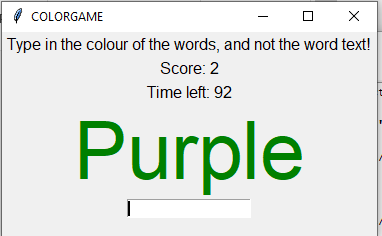 COLORGAME
Type in the colour of the words, and not the word text!
Score: 2
Time left: 92
Purple